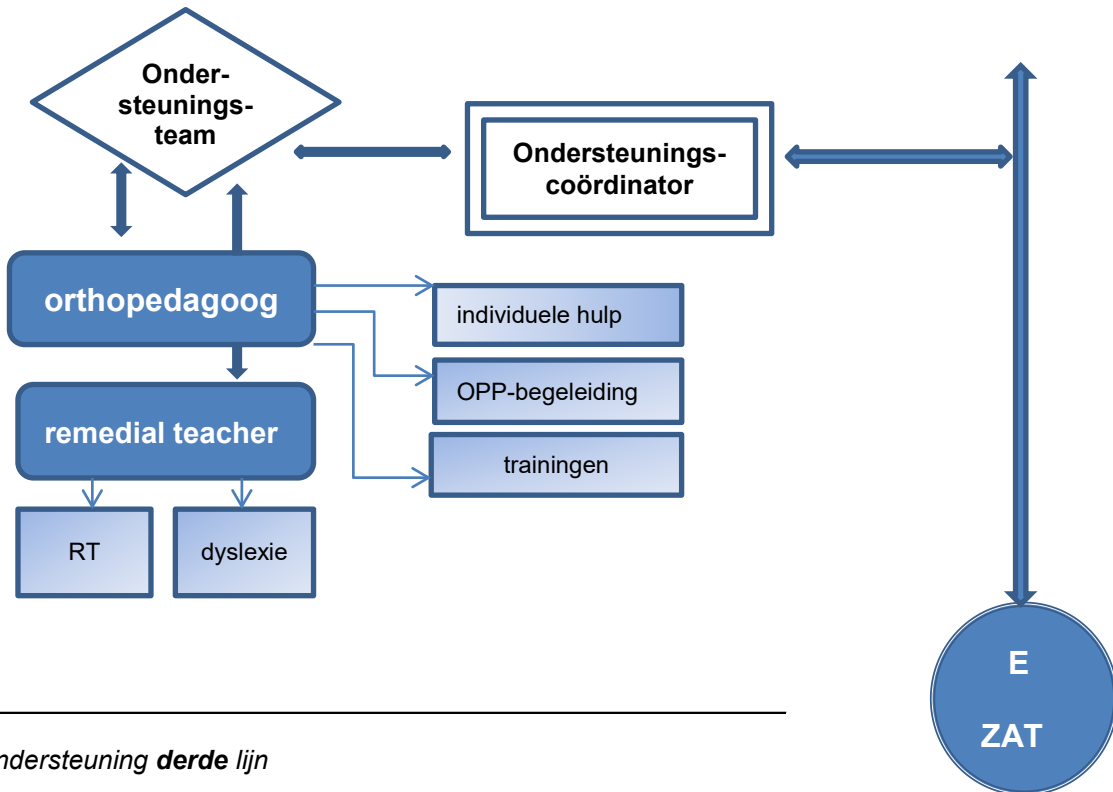 Onder-
steunings-
team
Ondersteunings-
coördinator
orthopedagoog
individuele hulp
OPP-begeleiding
remedial teacher
trainingen
RT
dyslexie
E
ZAT
ndersteuning derde lijn